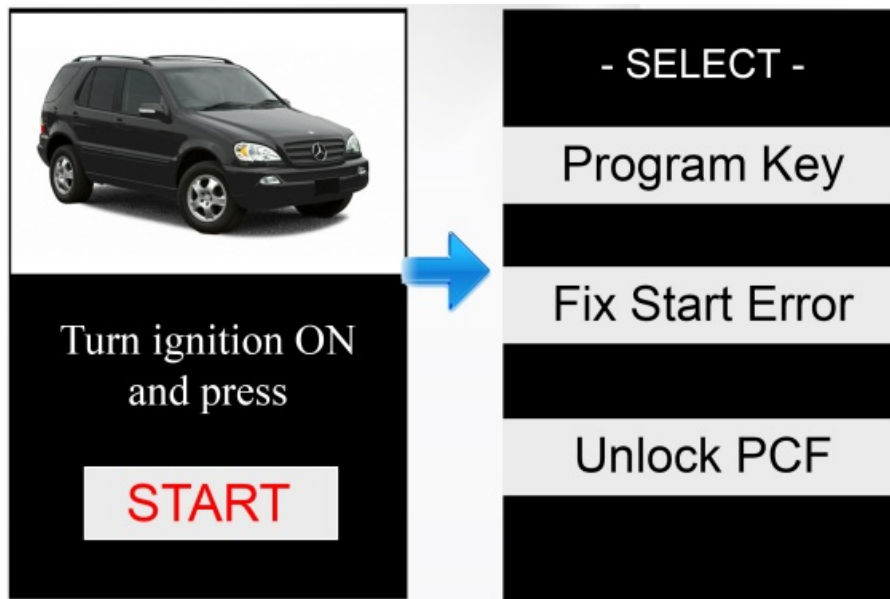 Turn ignition ON
and press
START
- SELECT -
Program Key
Fix Start Error
Unlock PCF